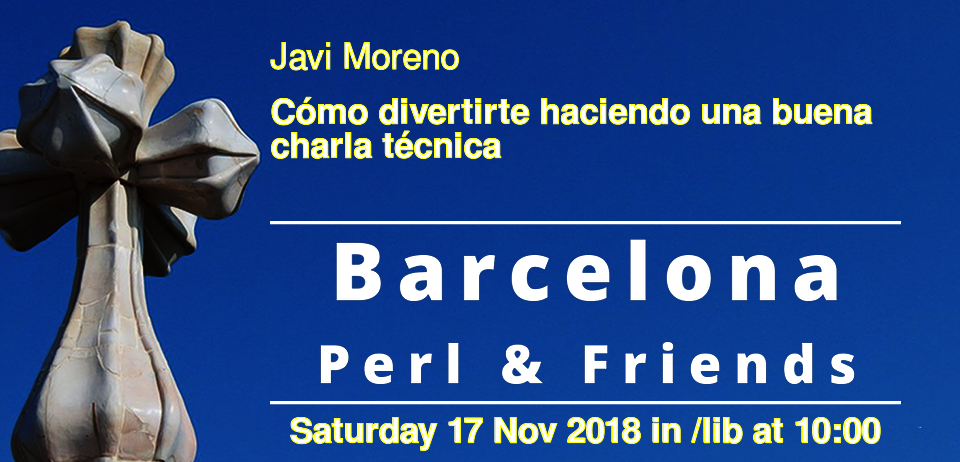 Javi Moreno
Cómo divertirte haciendo una buena
charla técnica
Barcelona
Perl & Friends
Saturday 17 Nov 2018 in /lib at 10:00